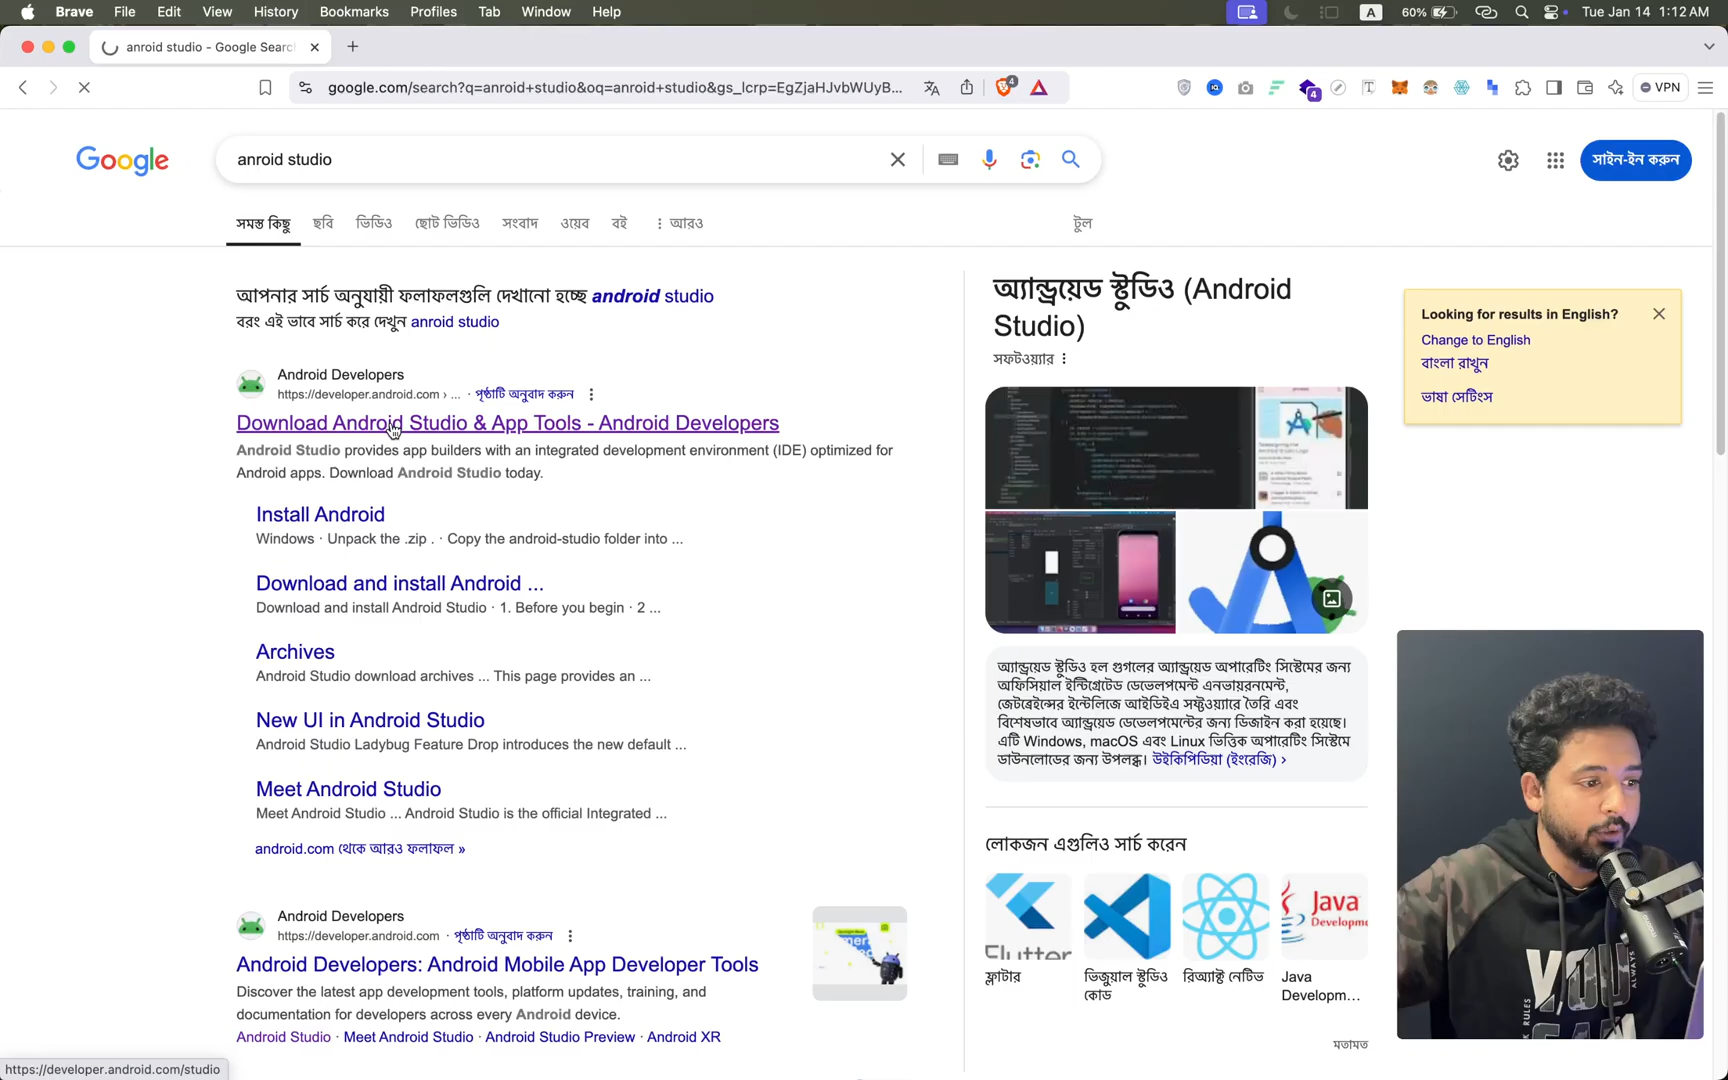 Brave File Edit View History Bookmarks Profiles Tab Window Help A 60% Tue Jan 14 1:12 AM
anroid studio - Google Searc
google.com/search?q=anroid+studio&oq=anroid+studio&gs_lcrp=EgZjaHJvbWUyB... 4 4 VPN
Google anroid studio সাইন-ইন করুন
সমস্ত কিছু ছবি ভিডিও ছোট ভিডিও সংবাদ ওয়েব বই আরও টুল
আপনার সার্চ অনুযায়ী ফলাফলগুলি দেখানো হচ্ছে android studio
বরং এই ভাবে সার্চ করে দেখুন anroid studio
Android Developers
https://developer.android.com › ... · পৃষ্ঠাটি অনুবাদ করুন
Download Android Studio & App Tools - Android Developers
Android Studio provides app builders with an integrated development environment (IDE) optimized for
Android apps. Download Android Studio today.
Install Android
Windows · Unpack the .zip . · Copy the android-studio folder into ...
Download and install Android ...
Download and install Android Studio · 1. Before you begin · 2 ...
Archives
Android Studio download archives ... This page provides an ...
New UI in Android Studio
Android Studio Ladybug Feature Drop introduces the new default ...
Meet Android Studio
Meet Android Studio ... Android Studio is the official Integrated ...
android.com থেকে আরও ফলাফল »
Android Developers
https://developer.android.com · পৃষ্ঠাটি অনুবাদ করুন
Android Developers: Android Mobile App Developer Tools
Discover the latest app development tools, platform updates, training, and
documentation for developers across every Android device.
Android Studio · Meet Android Studio · Android Studio Preview · Android XR
https://developer.android.com/studio
অ্যান্ড্রয়েড স্টুডিও (Android
Studio)
সফটওয়্যার
অ্যান্ড্রয়েড স্টুডিও হল গুগলের অ্যান্ড্রয়েড অপারেটিং সিস্টেমের জন্য
অফিসিয়াল ইন্টিগ্রেটেড ডেভেলপমেন্ট এনভায়রনমেন্ট,
জেটব্রেইন্সের ইন্টেলিজে আইডিইএ সফ্টওয়্যারে তৈরি এবং
বিশেষভাবে অ্যান্ড্রয়েড ডেভেলপমেন্টের জন্য ডিজাইন করা হয়েছে।
এটি Windows, macOS এবং Linux ভিত্তিক অপারেটিং সিস্টেমে
ডাউনলোডের জন্য উপলব্ধ। উইকিপিডিয়া (ইংরেজি) ›
লোকজন এগুলিও সার্চ করেন
Flutter
Java
Developme
ফ্লাটার
ভিজুয়াল স্টুডিও
কোড
রিঅ্যাক্ট নেটিভ
Java
Developm...
মতামত
Looking for results in English?
Change to English
বাংলা রাখুন
ভাষা সেটিংস
YOU
ALWAYS
RULES